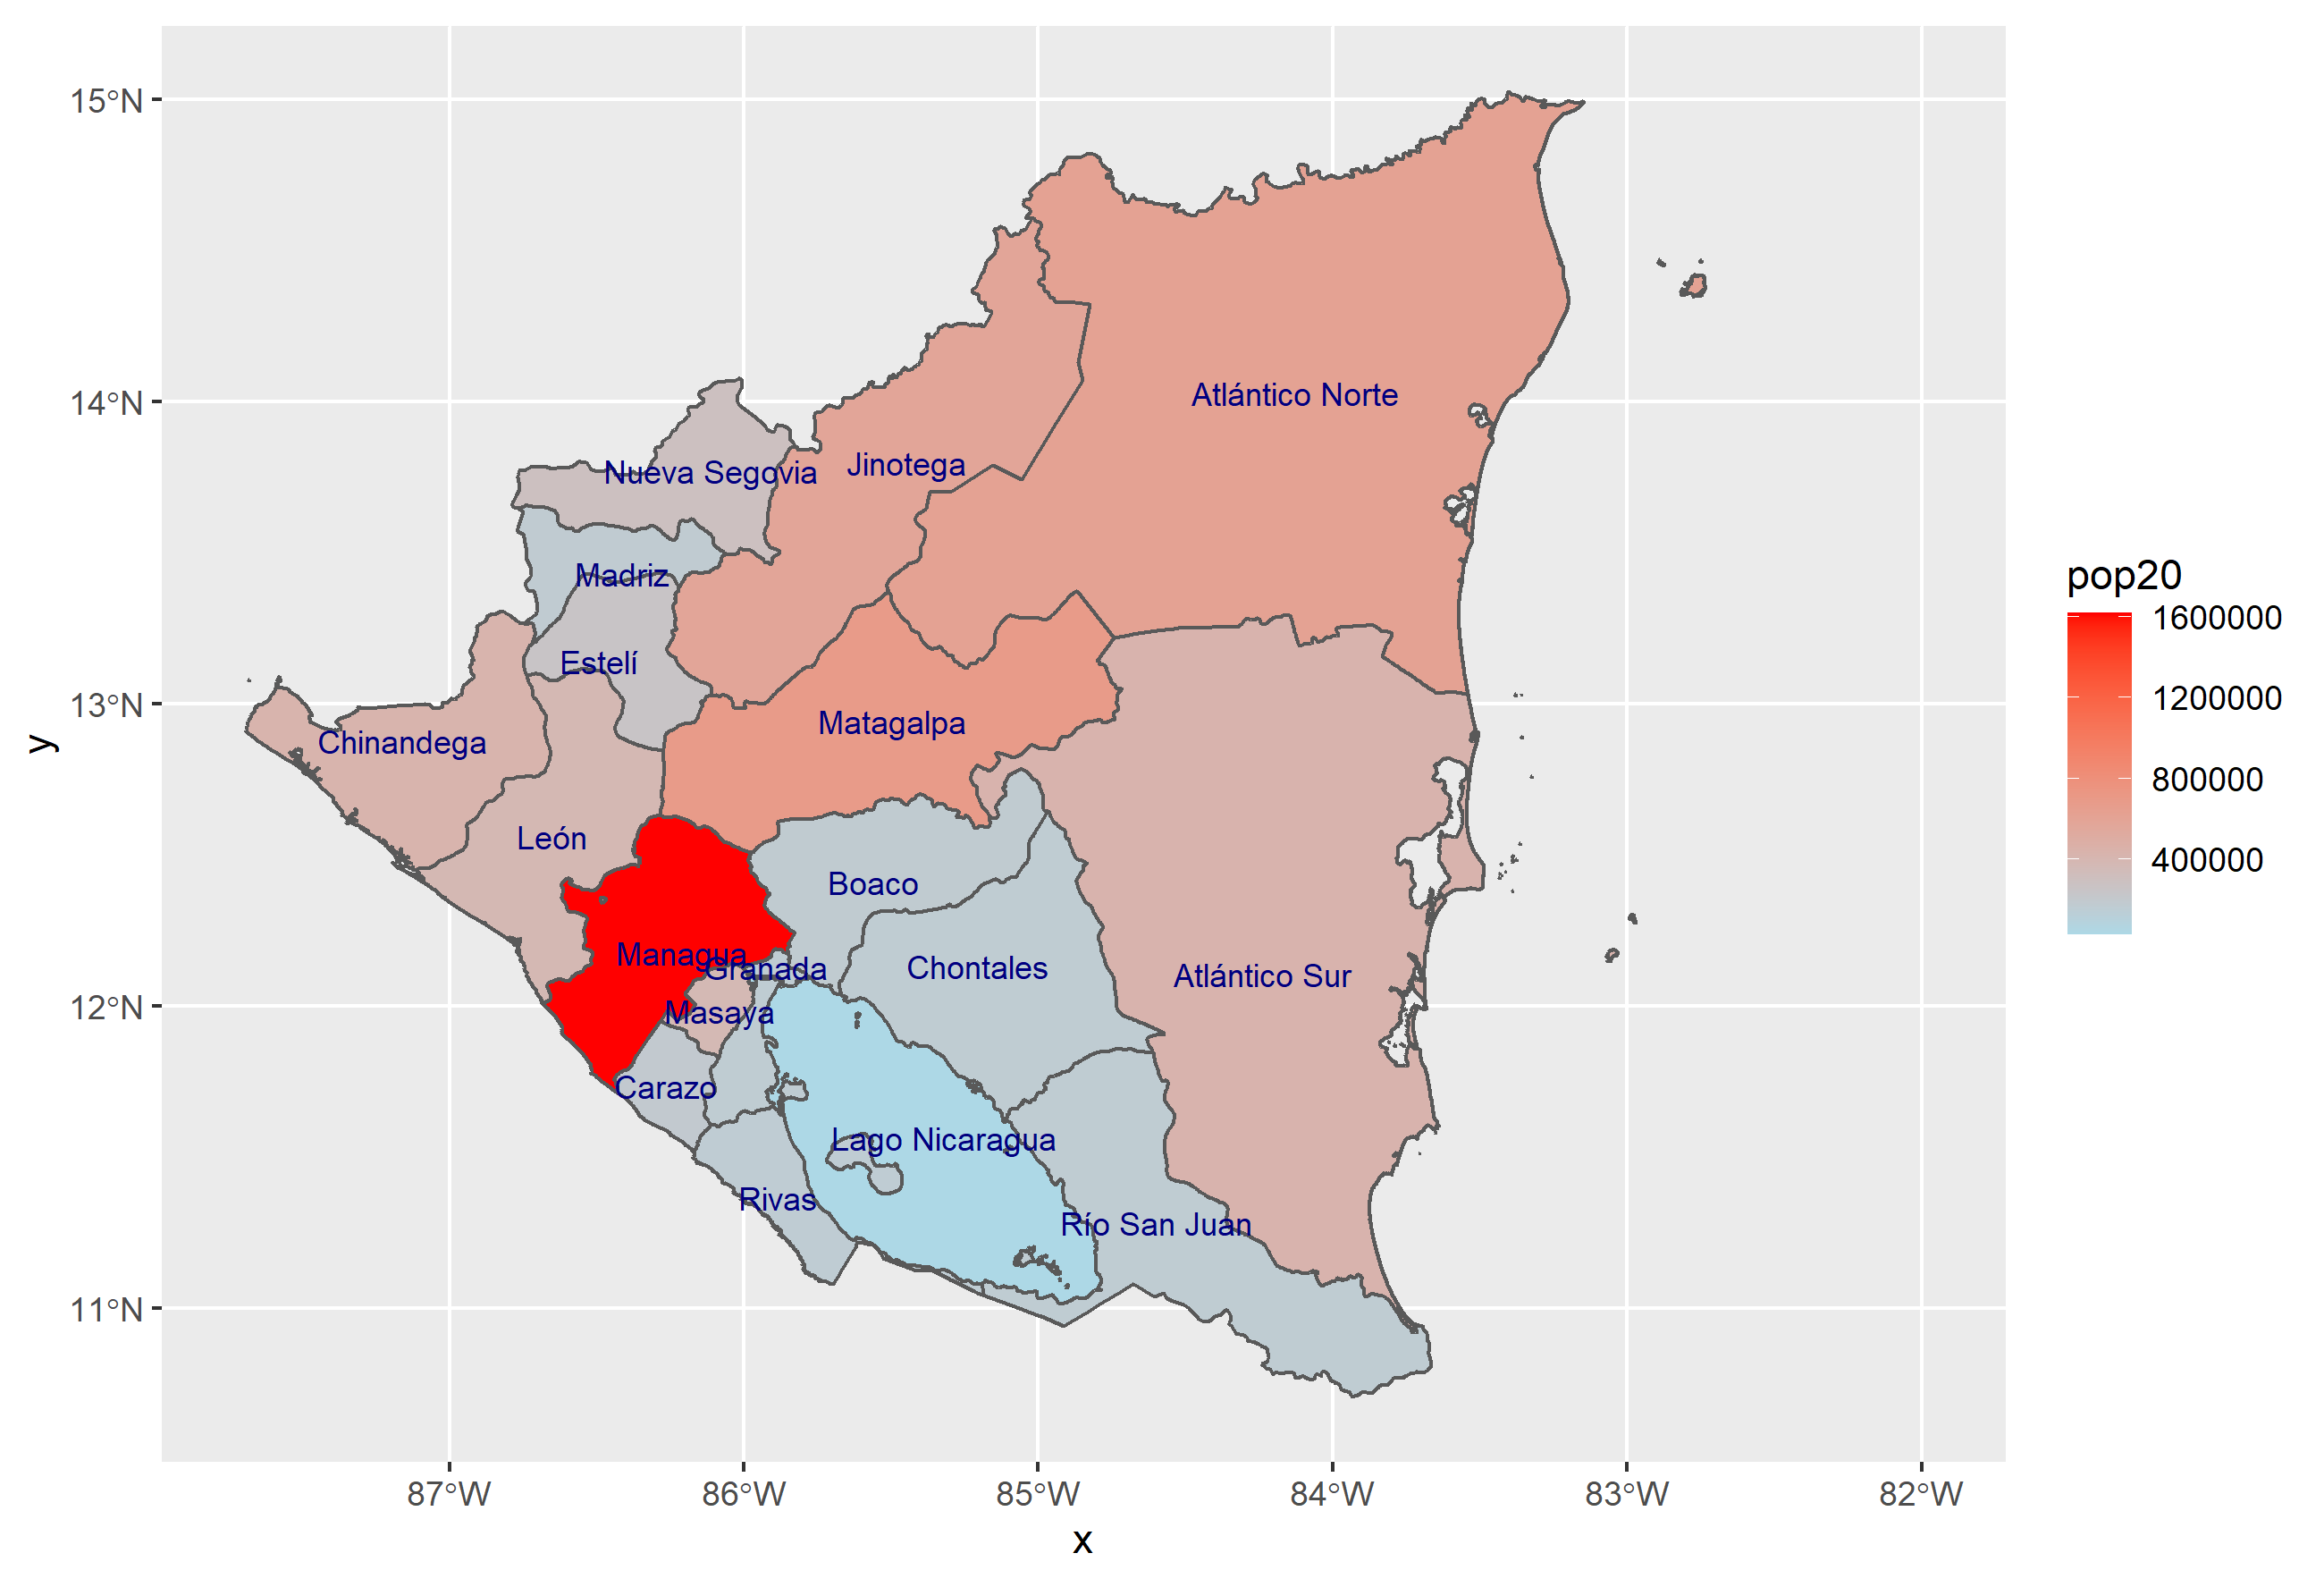 15°N
14°N
13°N
12°N
11°N
y
Atlántico Norte
Jinotega
Nueva Segovia
Madriz
Estelí
Matagalpa
Chinandega
León
Boaco
Managua
Granada
Chontales
Atlántico Sur
Masaya
Carazo
Lago Nicaragua
Rivas
Río San Juan
87°W 86°W 85°W 84°W 83°W 82°W
x
pop20
1600000
1200000
800000
400000